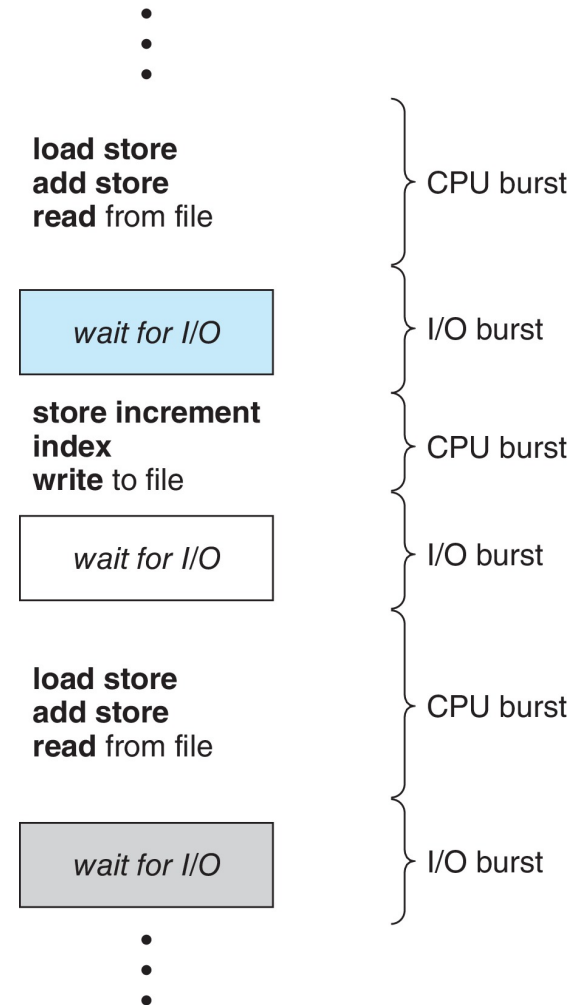 load store
add store
read from file
CPU burst
wait for I/O
I/O burst
store increment
index
write to file
CPU burst
wait for I/O
I/O burst
load store
add store
read from file
CPU burst
wait for I/O
I/O burst